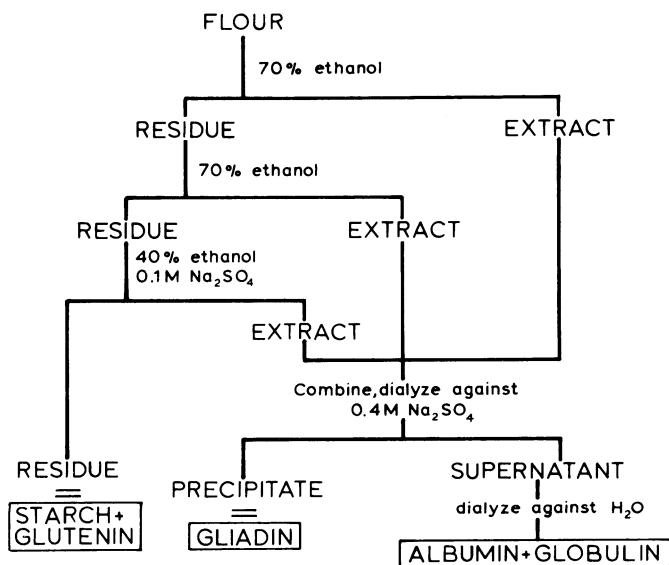 FLOUR
70% ethanol
RESIDUE
EXTRACT
70% ethanol
RESIDUE
EXTRACT
40% ethanol
0.1M Na₂SO₄
EXTRACT
Combine, dialyze against
0.4M Na₂SO₄
RESIDUE
=
STARCH+
GLUTENIN
PRECIPITATE
=
GLIADIN
SUPERNATANT
dialyze against H₂O
ALBUMIN+GLOBULIN